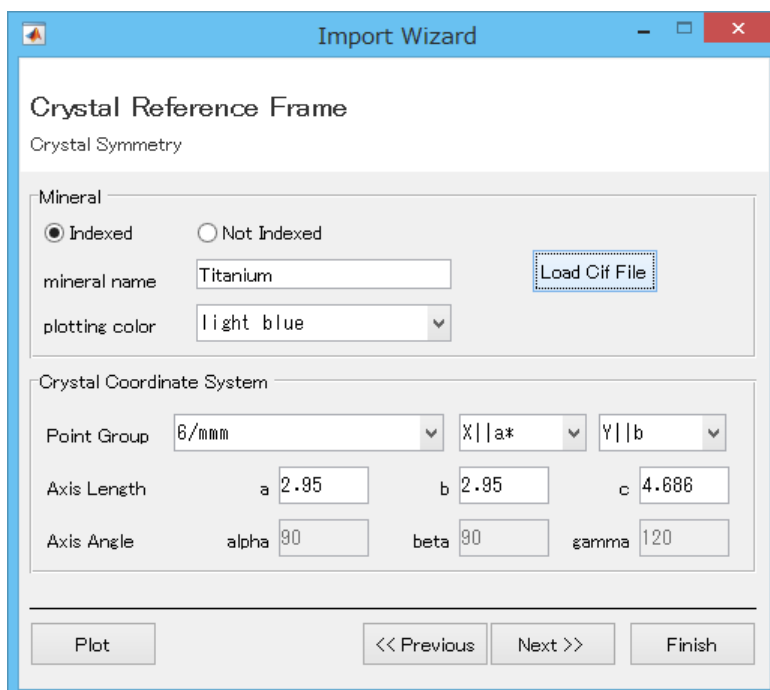 Import Wizard
Crystal Reference Frame
Crystal Symmetry
Mineral
Indexed Not Indexed
mineral name Titanium Load Cif File
plotting color light blue
Crystal Coordinate System
Point Group 6/mmm X||a* Y||b
Axis Length a 2.95 b 2.95 c 4.686
Axis Angle alpha 90 beta 90 gamma 120
Plot << Previous Next >> Finish